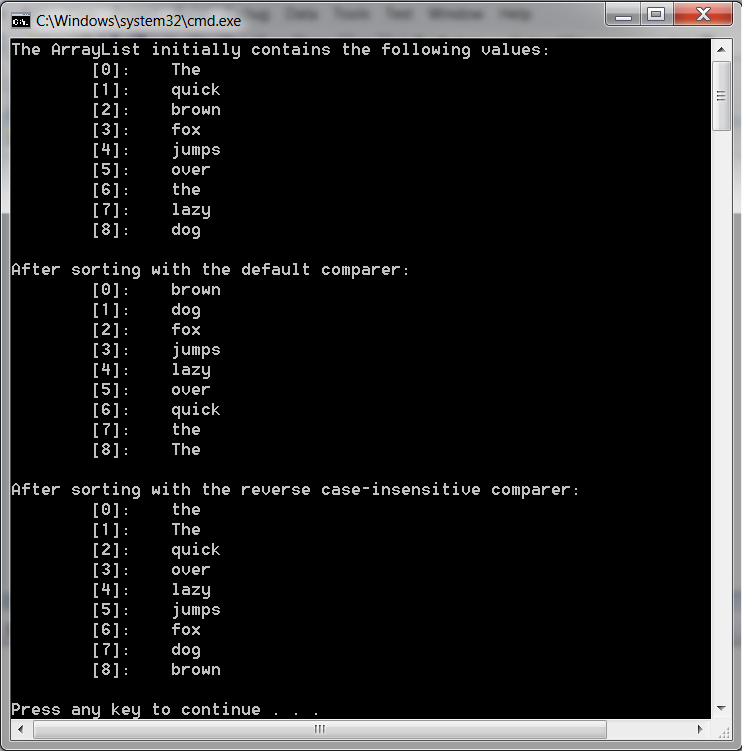 C:\Windows\system32\cmd.exe
The ArrayList initially contains the following values:
[0]: The
[1]: quick
[2]: brown
[3]: fox
[4]: jumps
[5]: over
[6]: the
[7]: lazy
[8]: dog
After sorting with the default comparer:
[0]: brown
[1]: dog
[2]: fox
[3]: jumps
[4]: lazy
[5]: over
[6]: quick
[7]: the
[8]: The
After sorting with the reverse case-insensitive comparer:
[0]: the
[1]: The
[2]: quick
[3]: over
[4]: lazy
[5]: jumps
[6]: fox
[7]: dog
[8]: brown
Press any key to continue . . .